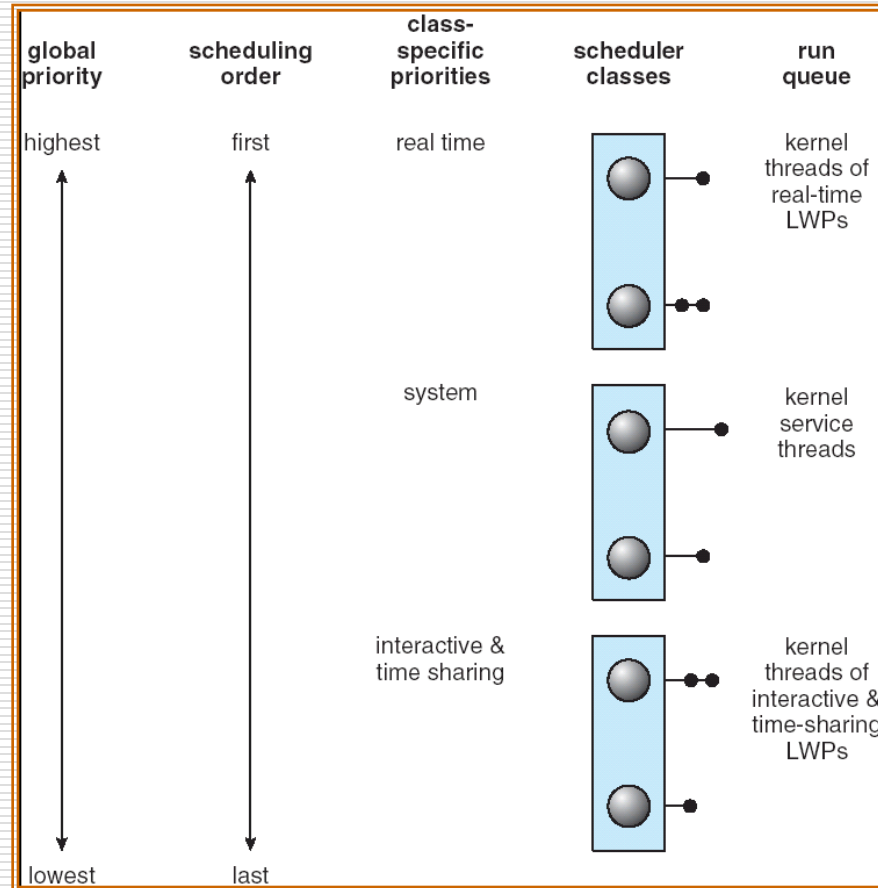 global
priority
scheduling
order
class-
specific
priorities
scheduler
classes
run
queue
highest
first
real time
kernel
threads of
real-time
LWPs
system
kernel
service
threads
interactive &
time sharing
kernel
threads of
interactive &
time-sharing
LWPs
lowest
last